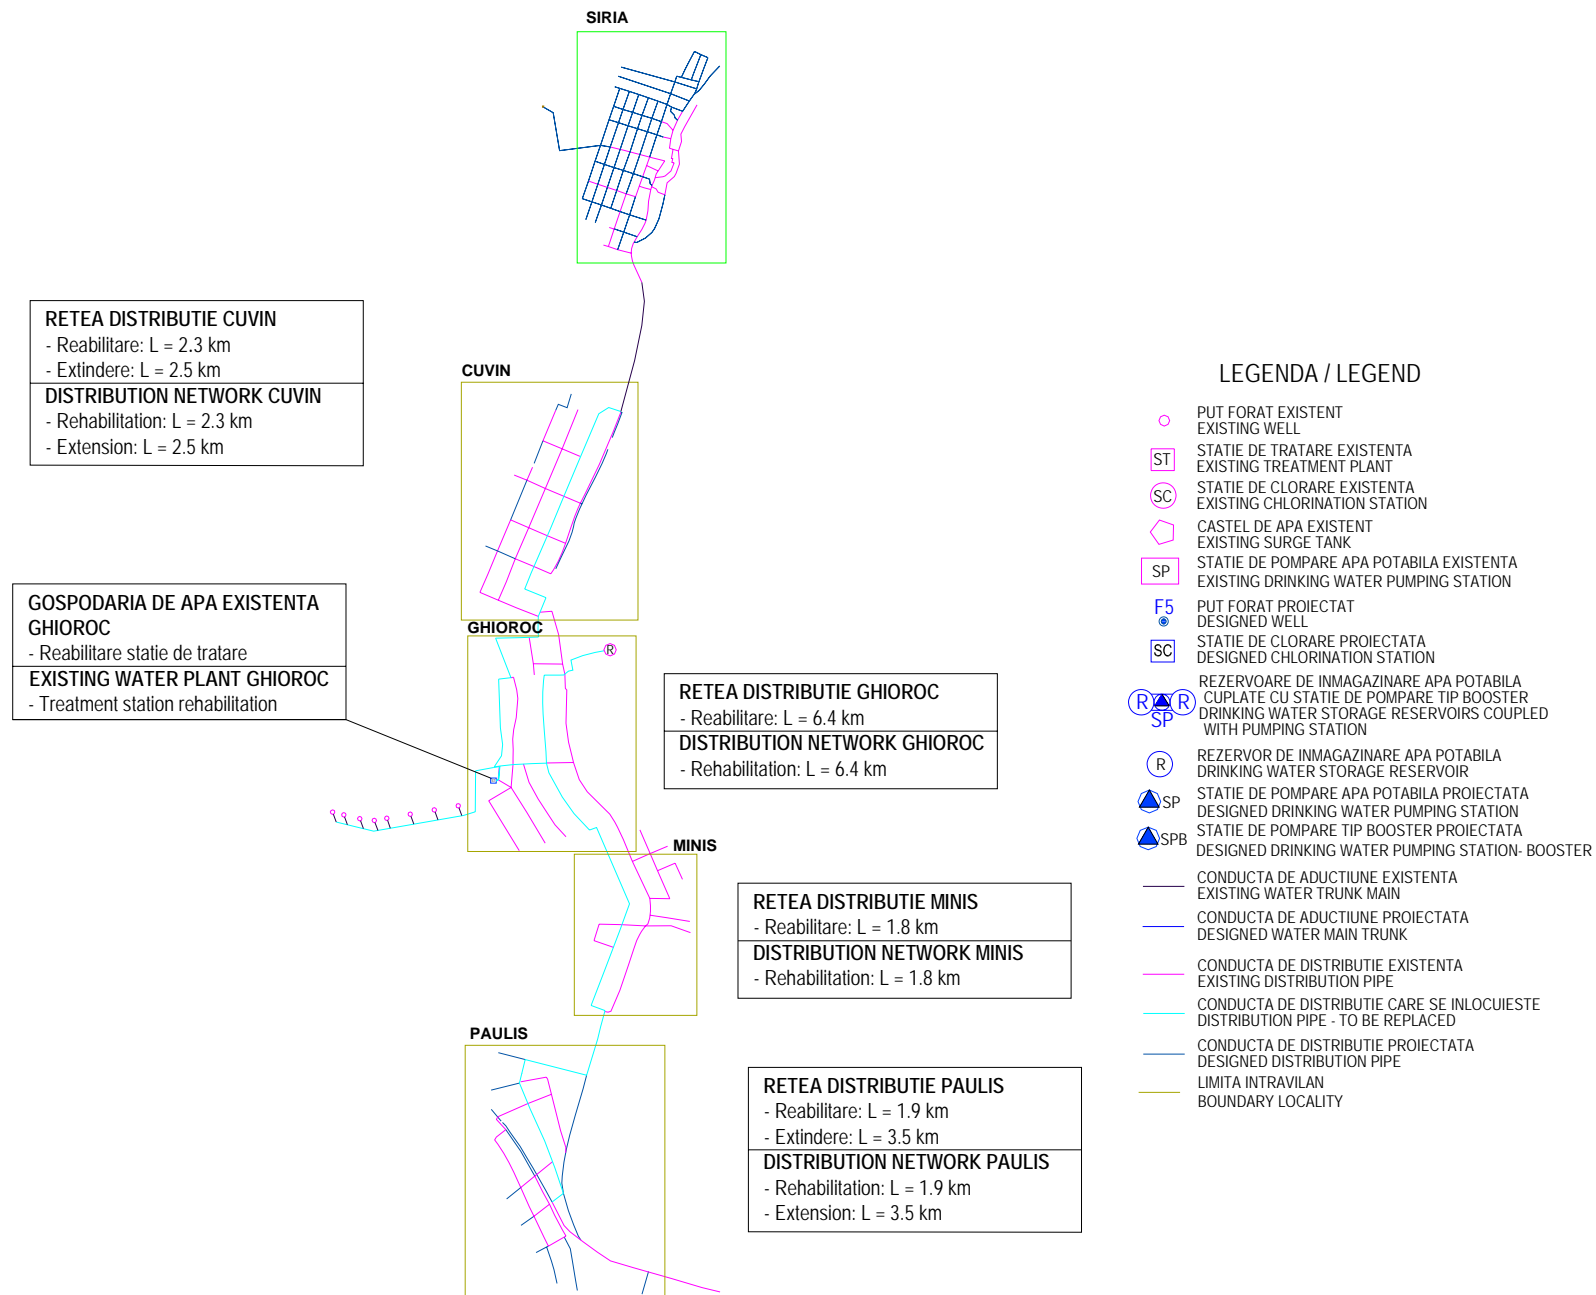 SIRIA
RETEA DISTRIBUTIE CUVIN
- Reabilitare: L = 2.3 km
- Extindere: L = 2.5 km
DISTRIBUTION NETWORK CUVIN
- Rehabilitation: L = 2.3 km
- Extension: L = 2.5 km
CUVIN
GOSPODARIA DE APA EXISTENTA
GHIOROC
- Reabilitare statie de tratare
EXISTING WATER PLANT GHIOROC
- Treatment station rehabilitation
GHIOROC
R
RETEA DISTRIBUTIE GHIOROC
- Reabilitare: L = 6.4 km
DISTRIBUTION NETWORK GHIOROC
- Rehabilitation: L = 6.4 km
MINIS
RETEA DISTRIBUTIE MINIS
- Reabilitare: L = 1.8 km
DISTRIBUTION NETWORK MINIS
- Rehabilitation: L = 1.8 km
PAULIS
RETEA DISTRIBUTIE PAULIS
- Reabilitare: L = 1.9 km
- Extindere: L = 3.5 km
DISTRIBUTION NETWORK PAULIS
- Rehabilitation: L = 1.9 km
- Extension: L = 3.5 km
LEGENDA / LEGEND
PUT FORAT EXISTENT
EXISTING WELL
ST
STATIE DE TRATARE EXISTENTA
EXISTING TREATMENT PLANT
SC
STATIE DE CLORARE EXISTENTA
EXISTING CHLORINATION STATION
CASTEL DE APA EXISTENT
EXISTING SURGE TANK
SP
STATIE DE POMPARE APA POTABILA EXISTENTA
EXISTING DRINKING WATER PUMPING STATION
F5
PUT FORAT PROIECTAT
DESIGNED WELL
SC
STATIE DE CLORARE PROIECTATA
DESIGNED CHLORINATION STATION
R R
SP
REZERVOARE DE INMAGAZINARE APA POTABILA
CUPLATE CU STATIE DE POMPARE TIP BOOSTER
DRINKING WATER STORAGE RESERVOIRS COUPLED
WITH PUMPING STATION
R
REZERVOR DE INMAGAZINARE APA POTABILA
DRINKING WATER STORAGE RESERVOIR
SP
STATIE DE POMPARE APA POTABILA PROIECTATA
DESIGNED DRINKING WATER PUMPING STATION
SPB
STATIE DE POMPARE TIP BOOSTER PROIECTATA
DESIGNED DRINKING WATER PUMPING STATION- BOOSTER
CONDUCTA DE ADUCTIUNE EXISTENTA
EXISTING WATER TRUNK MAIN
CONDUCTA DE ADUCTIUNE PROIECTATA
DESIGNED WATER MAIN TRUNK
CONDUCTA DE DISTRIBUTIE EXISTENTA
EXISTING DISTRIBUTION PIPE
CONDUCTA DE DISTRIBUTIE CARE SE INLOCUIESTE
DISTRIBUTION PIPE - TO BE REPLACED
CONDUCTA DE DISTRIBUTIE PROIECTATA
DESIGNED DISTRIBUTION PIPE
LIMITA INTRAVILAN
BOUNDARY LOCALITY